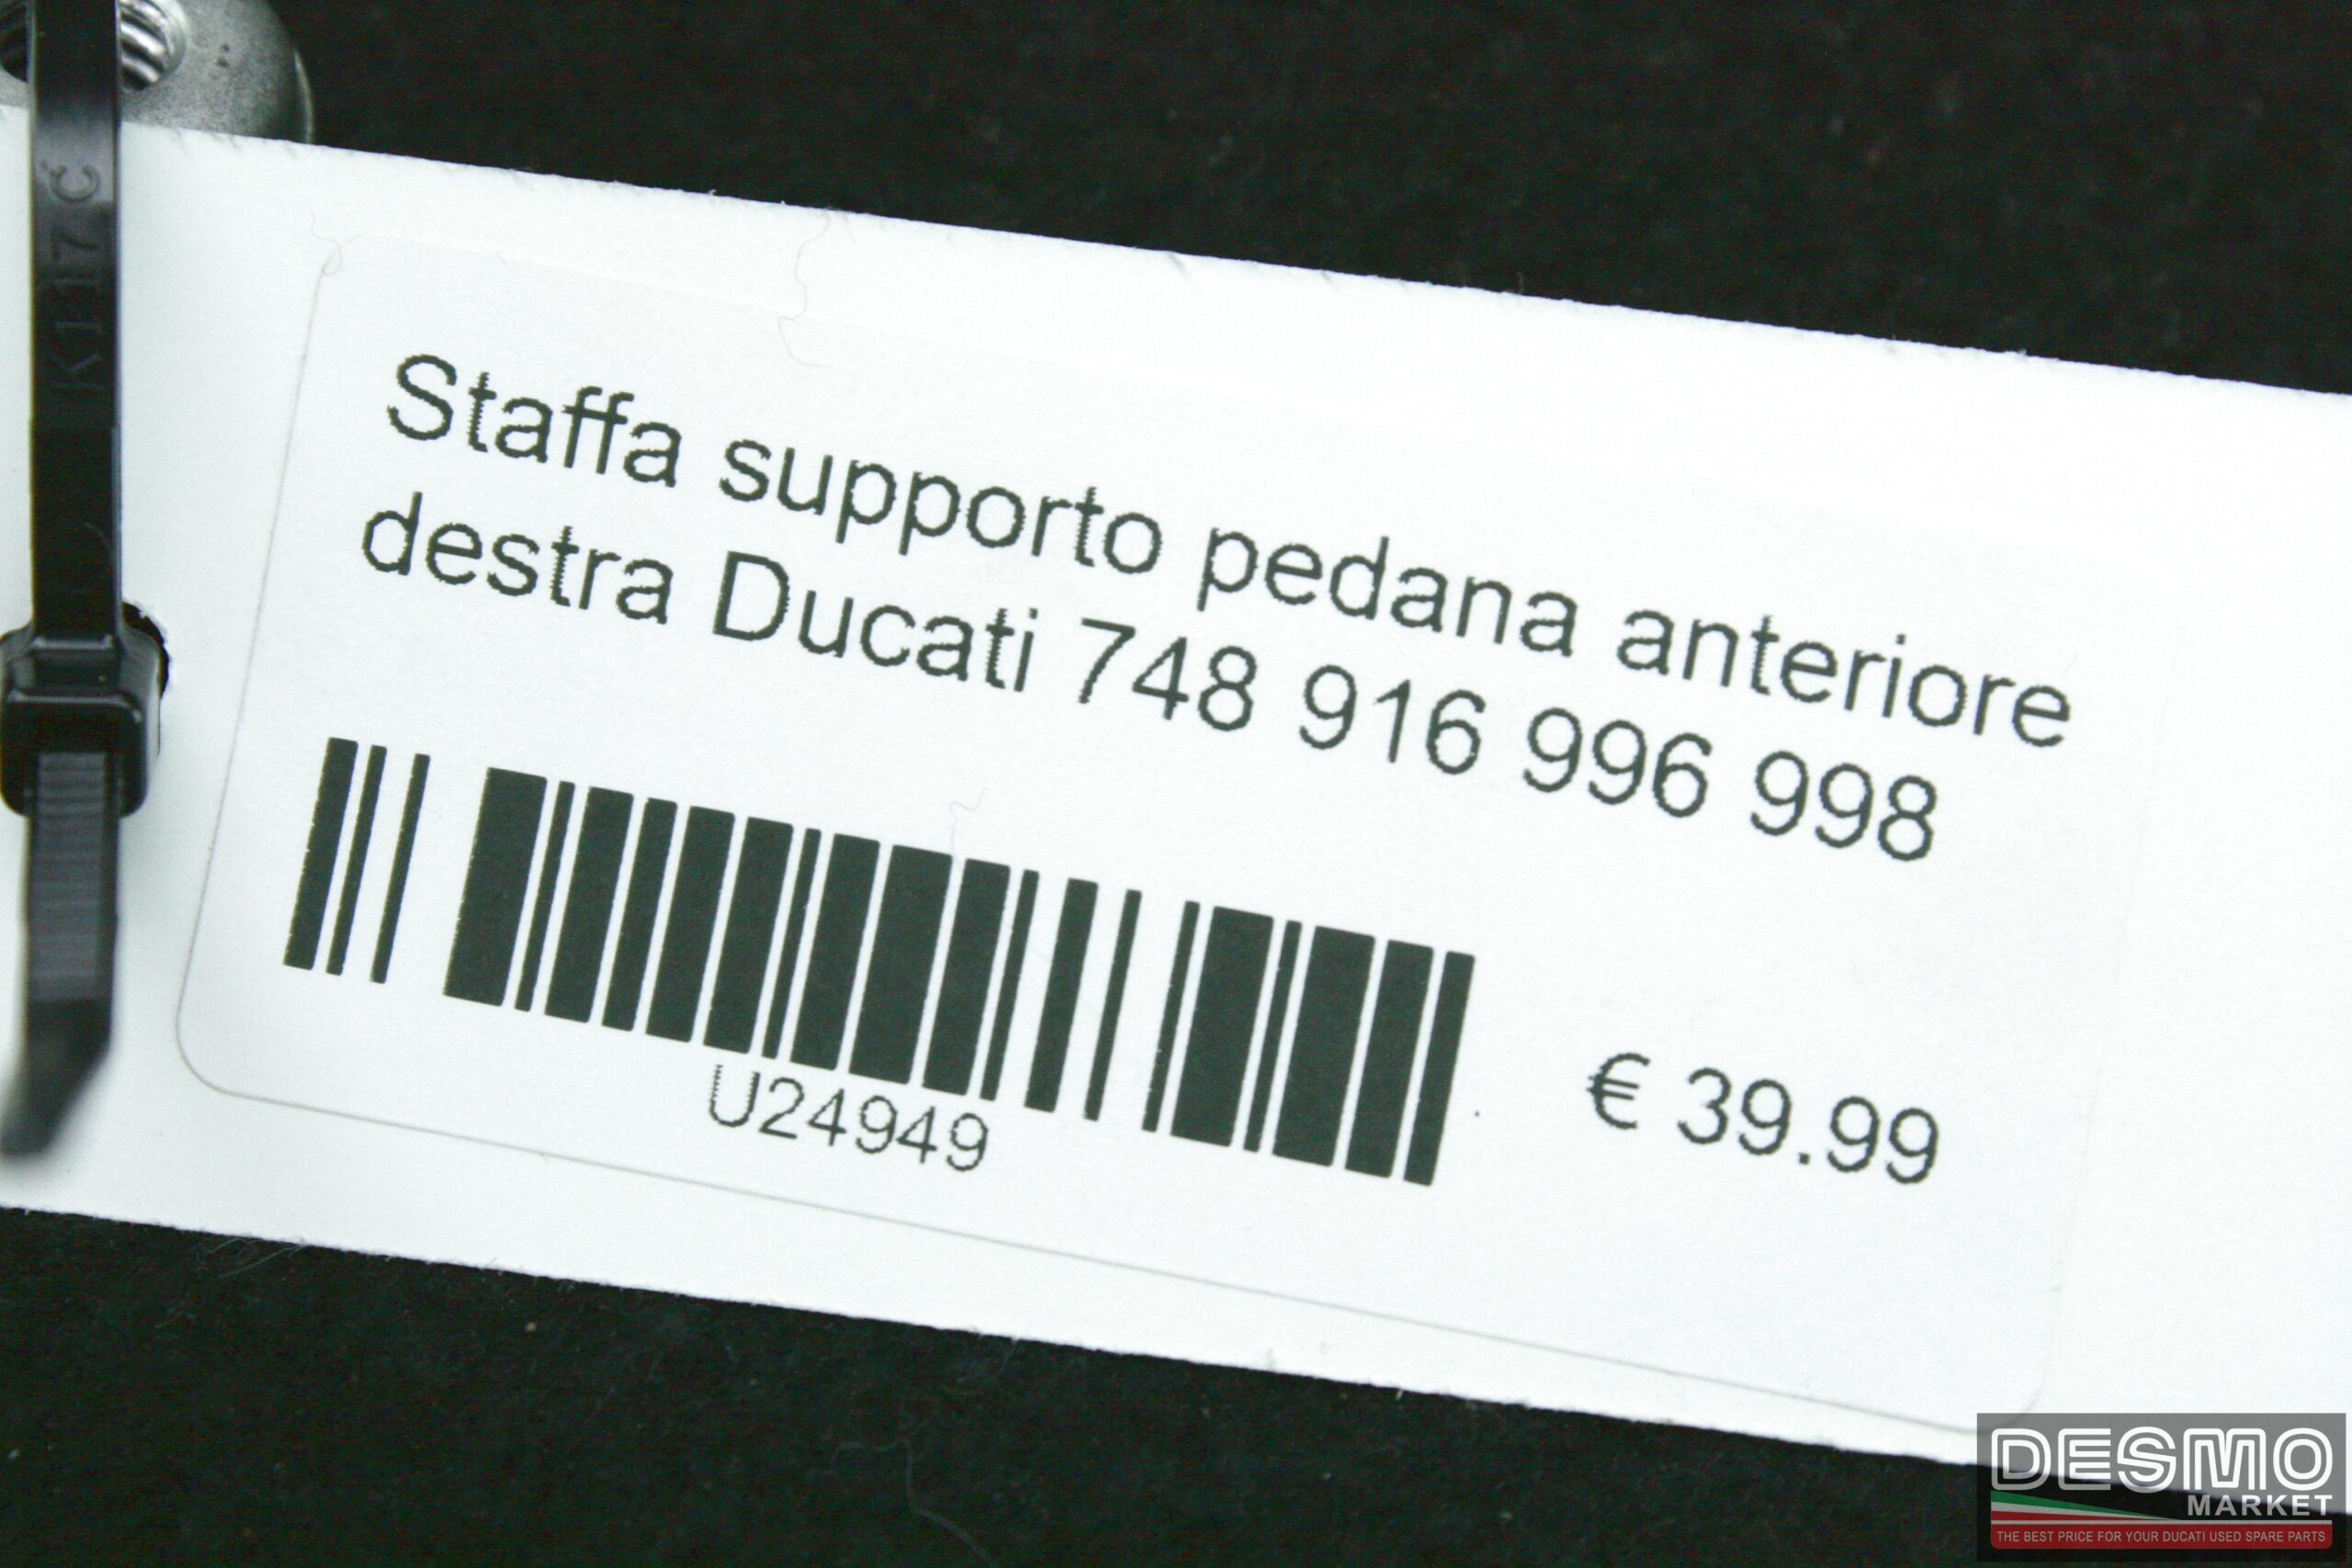 K117C
Staffa supporto pedana anteriore
destra Ducati 748 916 996 998
U24949
€ 39.99
DESMO
MARKET
THE BEST PRICE FOR YOUR DUCATI USED SPARE PARTS